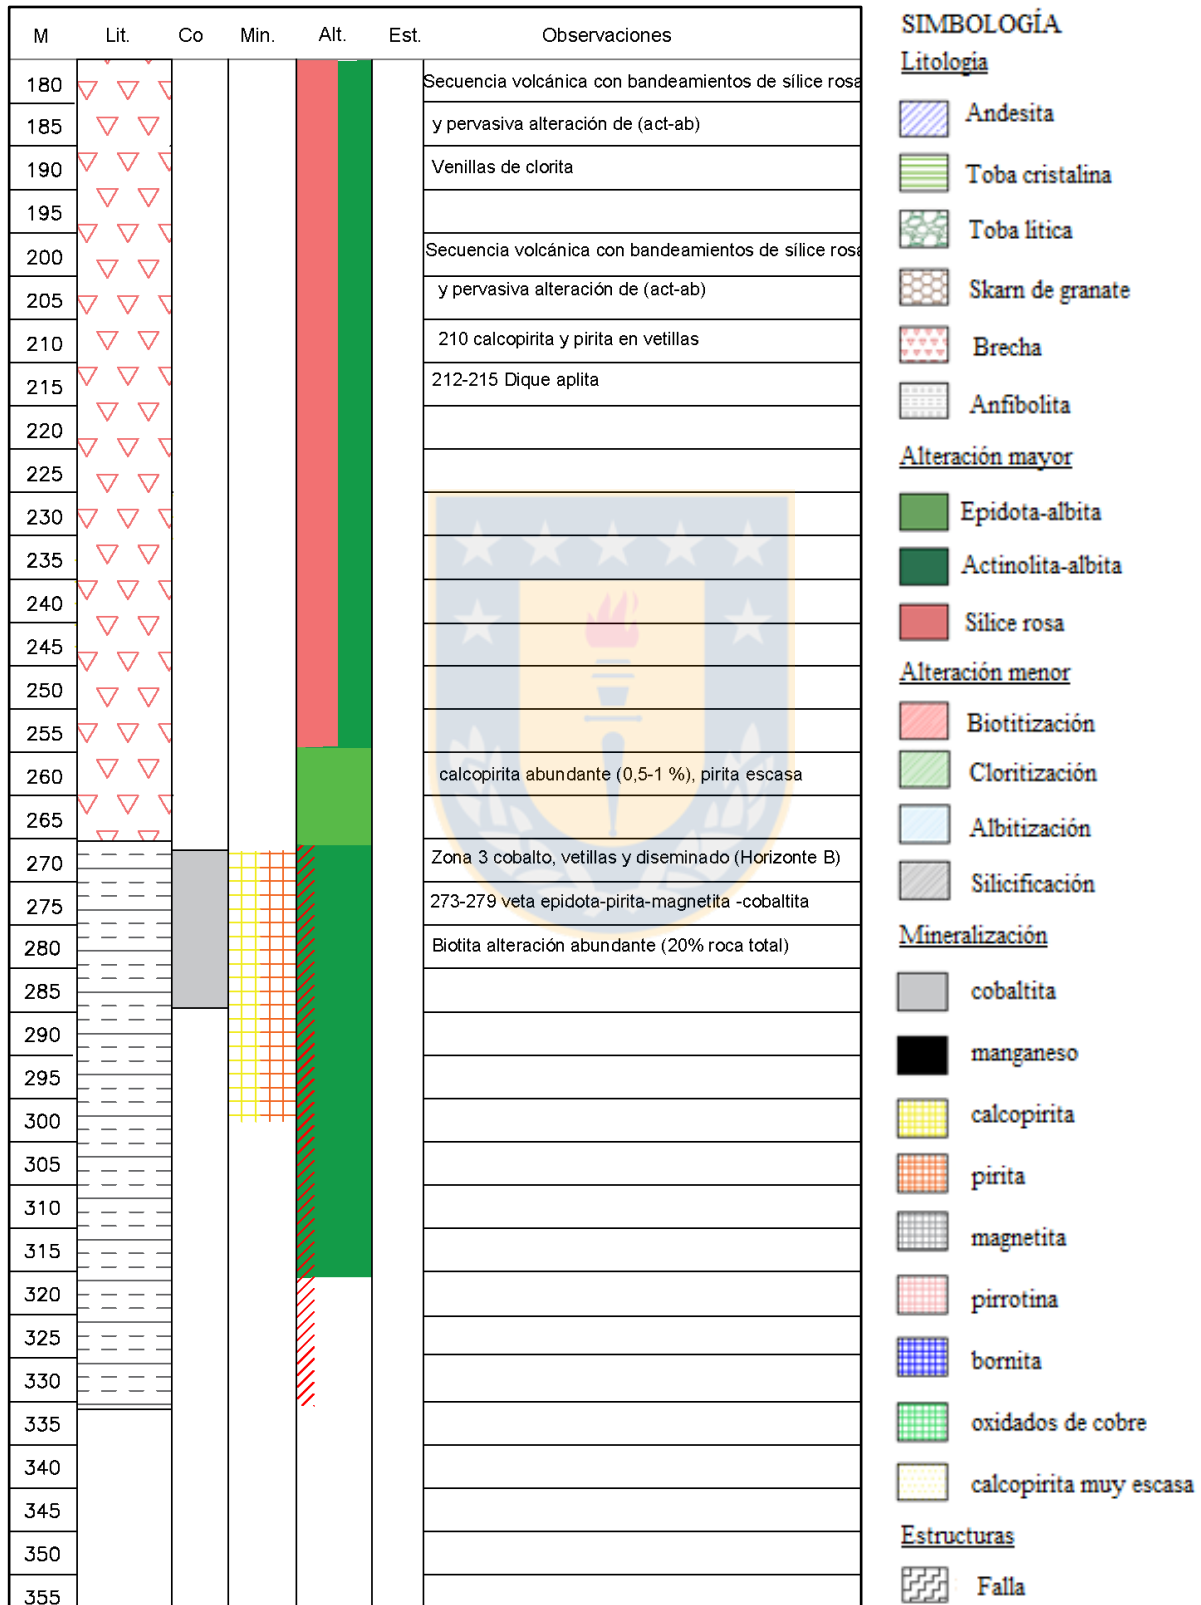 M Lit. Co Min. Alt. Est. Observaciones
180 Secuencia volcánica con bandeamientos de sílice rosa
185 y pervasiva alteración de (act-ab)
190 Venillas de clorita
195
200 Secuencia volcánica con bandeamientos de sílice rosa
205 y pervasiva alteración de (act-ab)
210 210 calcopirita y pirita en vetillas
215 212-215 Dique aplita
220
225
230
235
240
245
250
255
260 calcopirita abundante (0,5-1 %), pirita escasa
265
270 Zona 3 cobalto, vetillas y diseminado (Horizonte B)
275 273-279 veta epidota-pirita-magnetita -cobaltita
280 Biotita alteración abundante (20% roca total)
285
290
295
300
305
310
315
320
325
330
335
340
345
350
355
SIMBOLOGÍA
Litología
Andesita
Toba cristalina
Toba lítica
Skarn de granate
Brecha
Anfibolita
Alteración mayor
Epidota-albita
Actinolita-albita
Sílice rosa
Alteración menor
Biotitización
Cloritización
Albitización
Silicificación
Mineralización
cobaltita
manganeso
calcopirita
pirita
magnetita
pirrotina
bornita
oxidados de cobre
calcopirita muy escasa
Estructuras
Falla